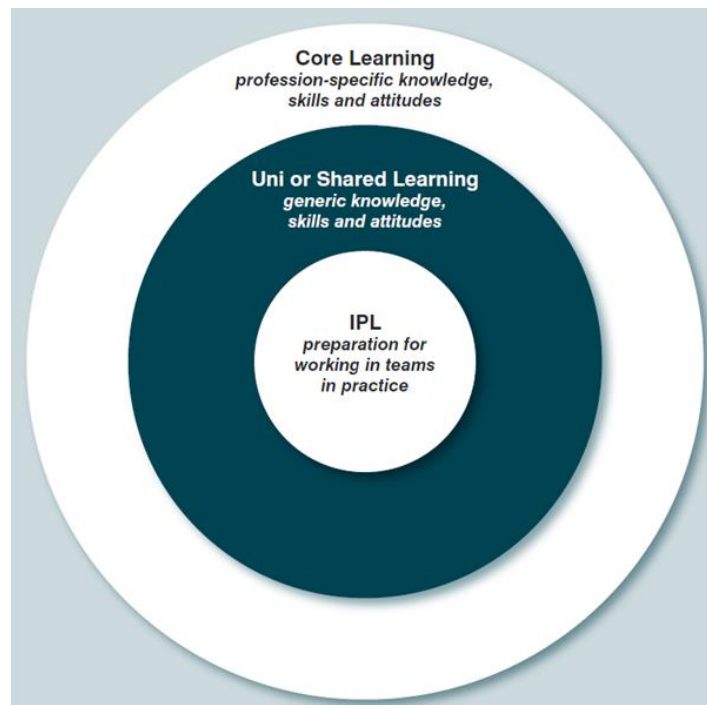 Core Learning
profession-specific knowledge,
skills and attitudes
Uni or Shared Learning
generic knowledge,
skills and attitudes
IPL
preparation for
working in teams
in practice